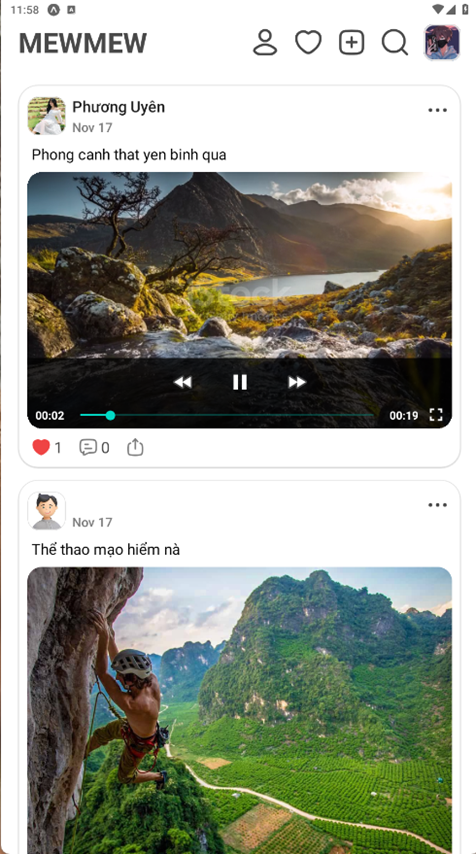 11:58
MEWMEW
Phương Uyên
Nov 17
Phong canh that yen binh qua
00:02
00:19
1
0
Nov 17
Thể thao mạo hiểm nà